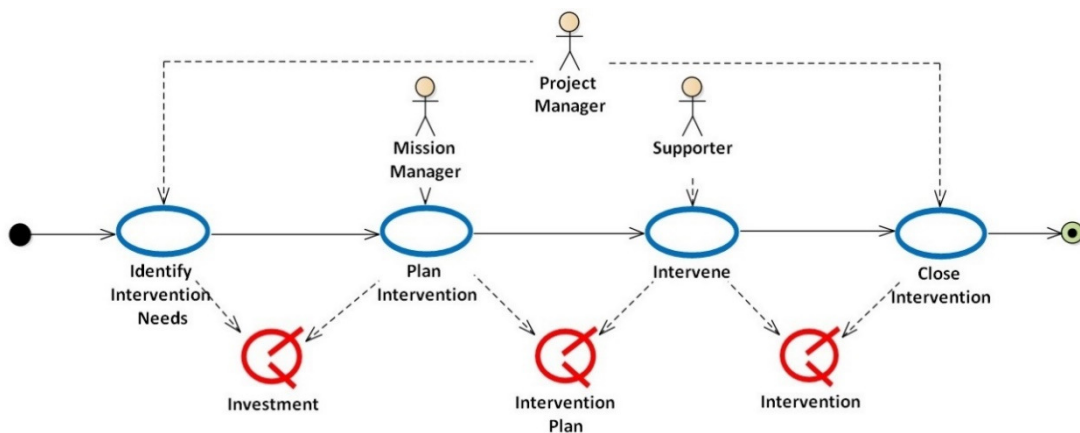 Project
Manager
Mission
Manager
Supporter
Identify
Intervention
Needs
Plan
Intervention
Intervene
Close
Intervention
Investment
Intervention
Plan
Intervention